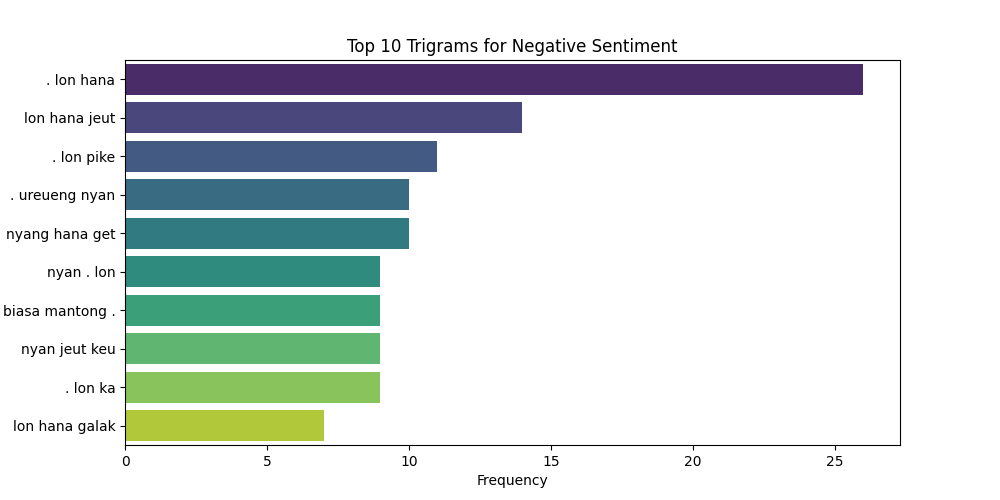 Top 10 Trigrams for Negative Sentiment
. lon hana
lon hana jeut
. lon pike
. ureueng nyan
nyang hana get
nyan . lon
biasa mantong .
nyan jeut keu
. lon ka
lon hana galak
0 5 10 15 20 25
Frequency